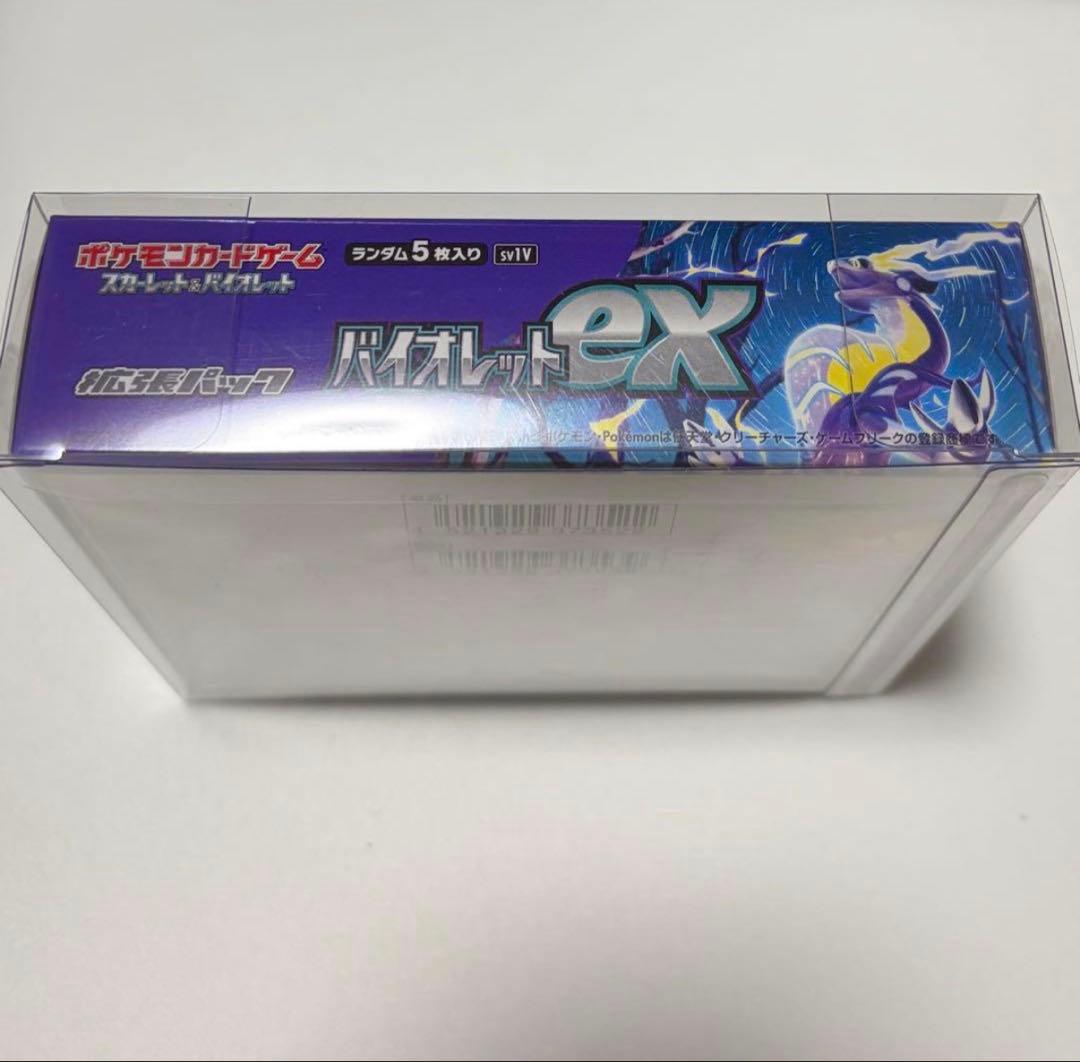 ポケモンカードゲーム
スカーレット&バイオレット
ランダム5枚入り sv1V
拡張パック
バイオレットex
ポケモン・Pokémonは任天堂・クリーチャーズ・ゲームフリークの登録商標です。